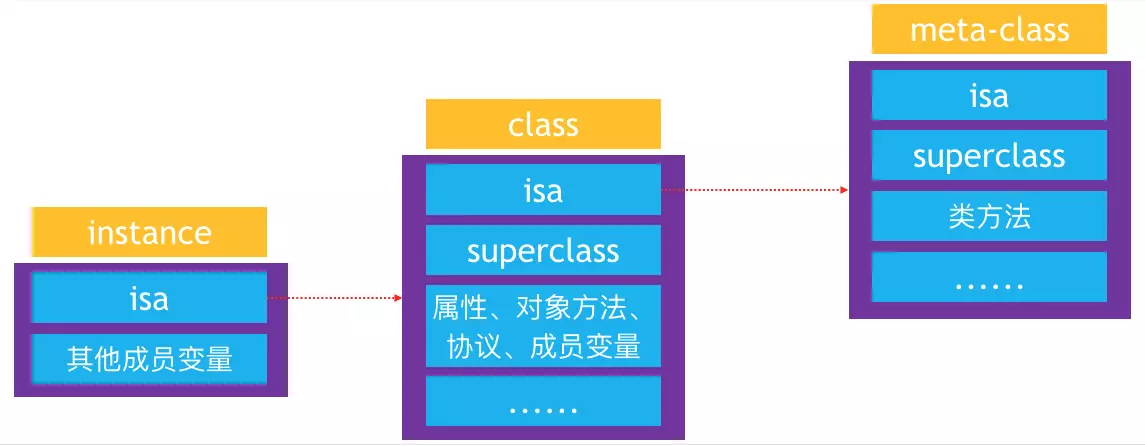 instance
isa
其他成员变量
class
isa
superclass
属性、对象方法、
协议、成员变量
......
meta-class
isa
superclass
类方法
......